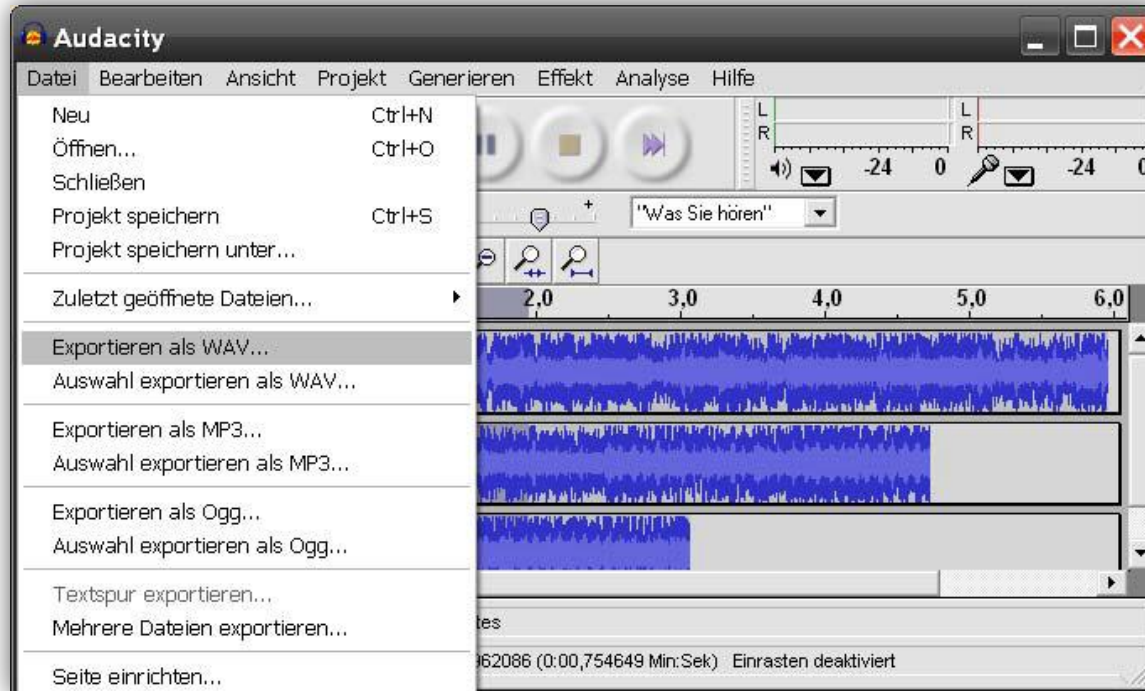 Audacity
Datei Bearbeiten Ansicht Projekt Generieren Effekt Analyse Hilfe
Neu Ctrl+N
Öffnen... Ctrl+O
Schließen
Projekt speichern Ctrl+S
Projekt speichern unter...
Zuletzt geöffnete Dateien...
Exportieren als WAV...
Auswahl exportieren als WAV...
Exportieren als MP3...
Auswahl exportieren als MP3...
Exportieren als Ogg...
Auswahl exportieren als Ogg...
Textspur exportieren...
Mehrere Dateien exportieren...
Seite einrichten...
L L
R R
-24 0 -24
+
"Was Sie hören"
2,0 3,0 4,0 5,0 6,0
962086 (0:00,754649 Min:Sek) Einrasten deaktiviert